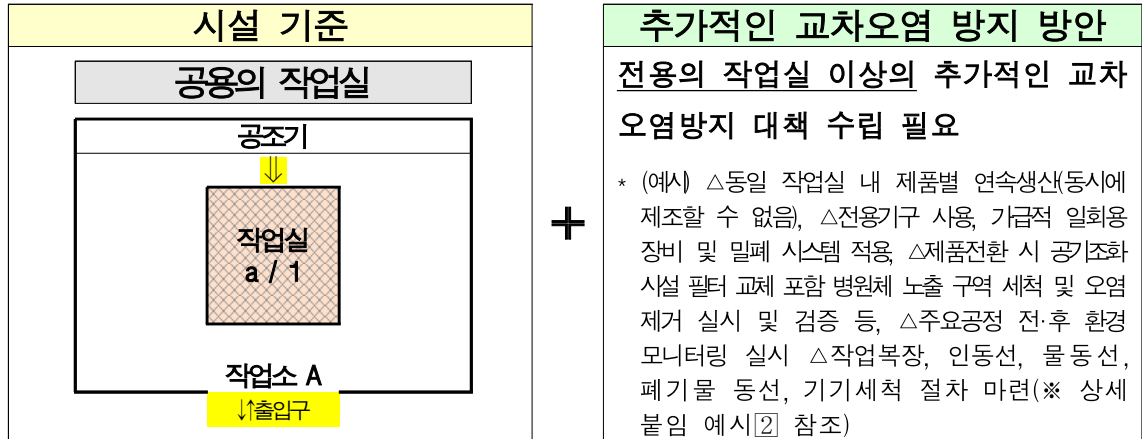 시설 기준
공용의 작업실
공조기
⇓
작업실
a / 1
작업소 A
↓↑출입구
+
추가적인 교차오염 방지 방안
전용의 작업실 이상의 추가적인 교차
오염방지 대책 수립 필요
* (예시) △동일 작업실 내 제품별 연속생산(동시에
제조할 수 없음), △전용기구 사용, 가급적 일회용
장비 및 밀폐 시스템 적용, △제품전환 시 공기조화
시설 필터 교체 포함 병원체 노출 구역 세척 및 오염
제거 실시 및 검증 등, △주요공정 전·후 환경
모니터링 실시 △작업복장, 인동선, 물동선,
폐기물 동선, 기기세척 절차 마련(※ 상세
붙임 예시2 참조)